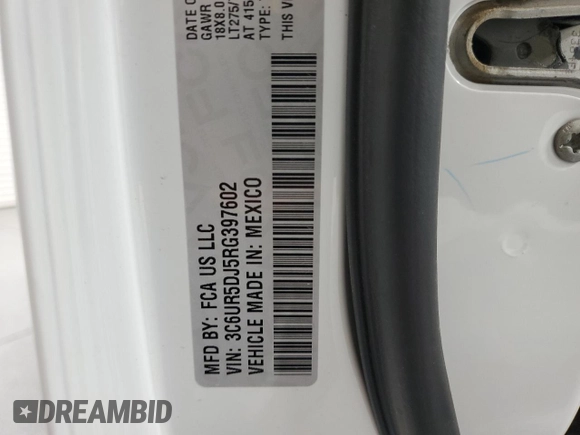 MFD BY: FCA US LLC
VIN: 3C6UR5DJ5RG397602
VEHICLE MADE IN: MEXICO
DATE O
GAWR
18X8.0
LT275/
AT 415
TYPE:
THIS V
DREAMBID